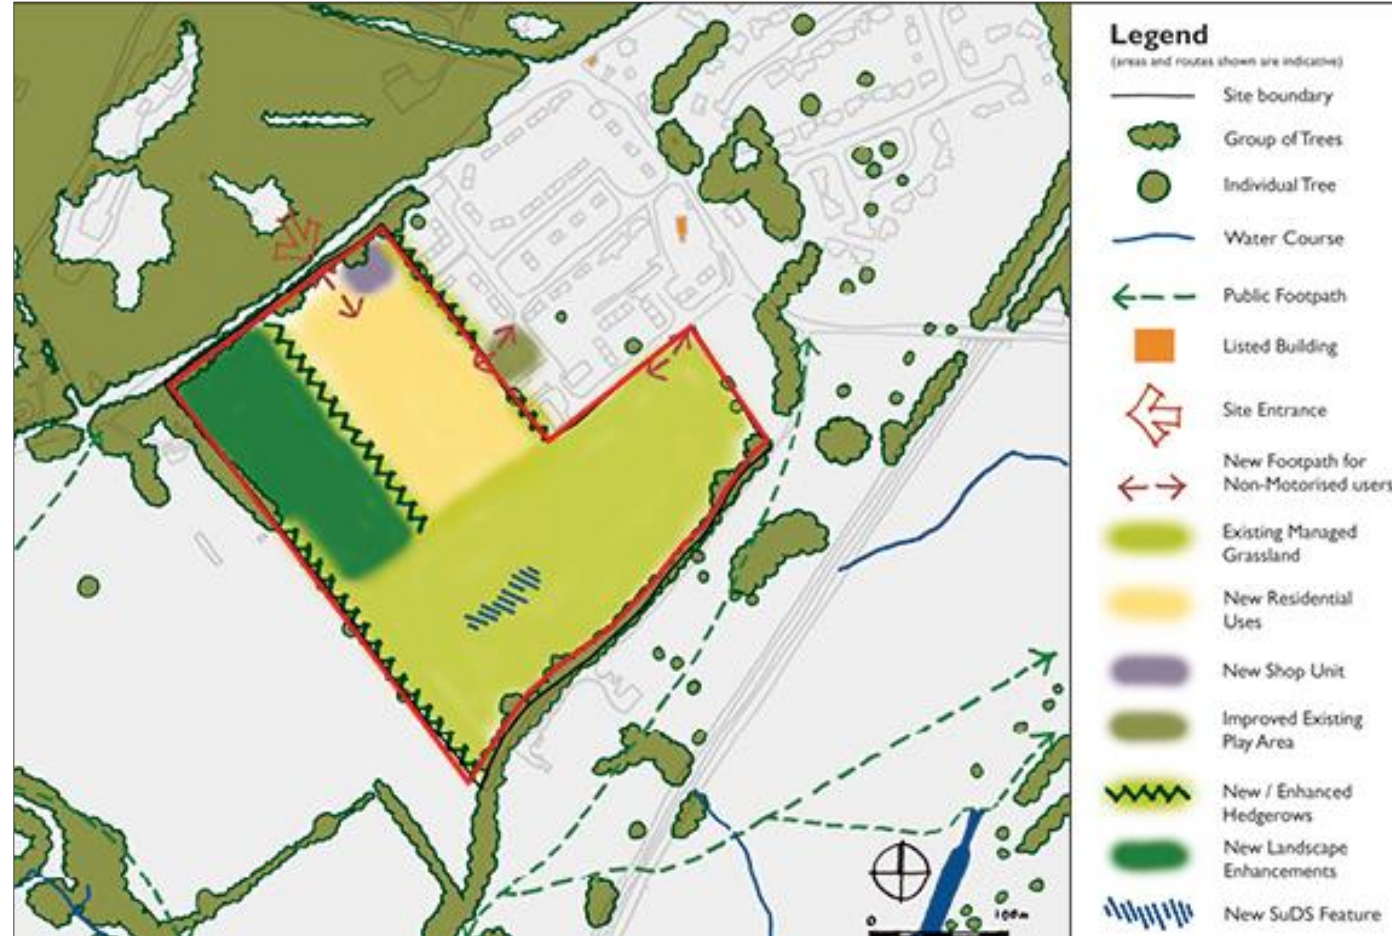 Legend
(areas and routes shown are indicative)
Site boundary
Group of Trees
Individual Tree
Water Course
Public Footpath
Listed Building
Site Entrance
New Footpath for
Non-Motorised users
Existing Managed
Grassland
New Residential
Uses
New Shop Unit
Improved Existing
Play Area
New / Enhanced
Hedgerows
New Landscape
Enhancements
New SuDS Feature
0 100m